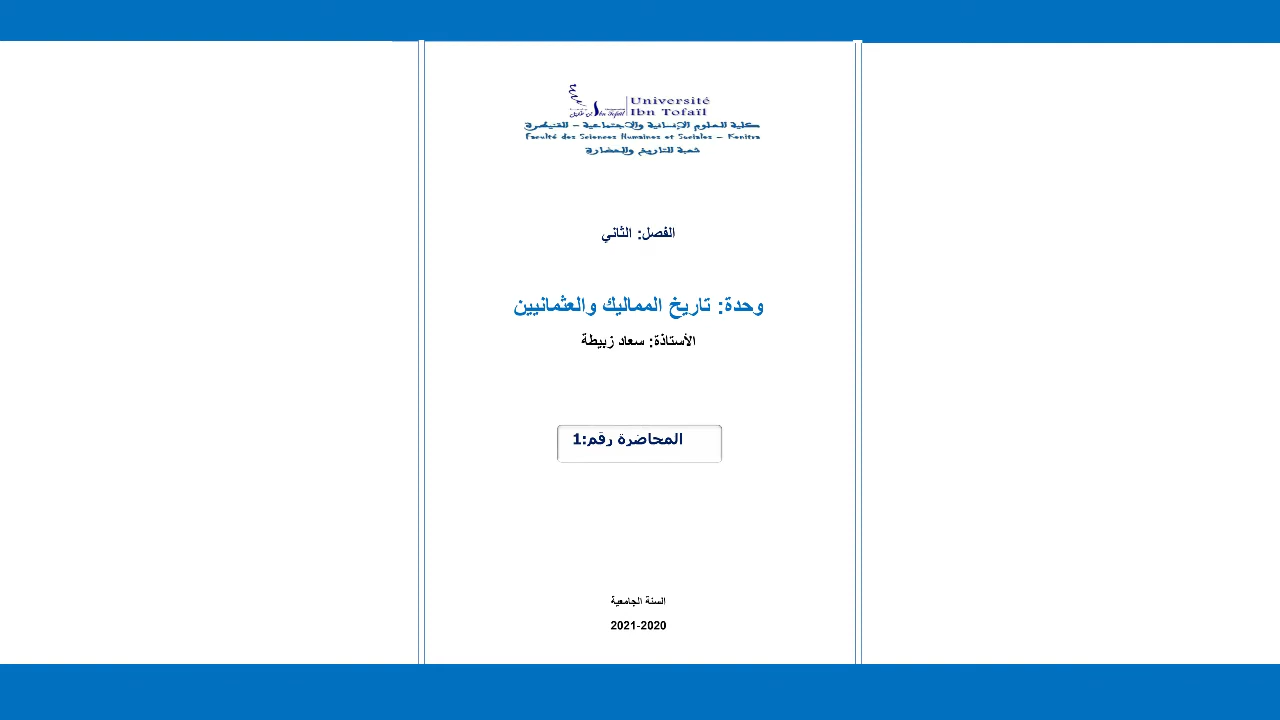 Université
Ibn Tofaïl
كلية العلوم الإنسانية والاجتماعية - القنيطرة
Faculté des Sciences Humaines et Sociales - Kenitra
شعبة التاريخ والحضارة
الفصل: الثاني
وحدة: تاريخ المماليك والعثمانيين
الأستاذة: سعاد زبيطة
المحاضرة رقم:1
السنة الجامعية
2021-2020